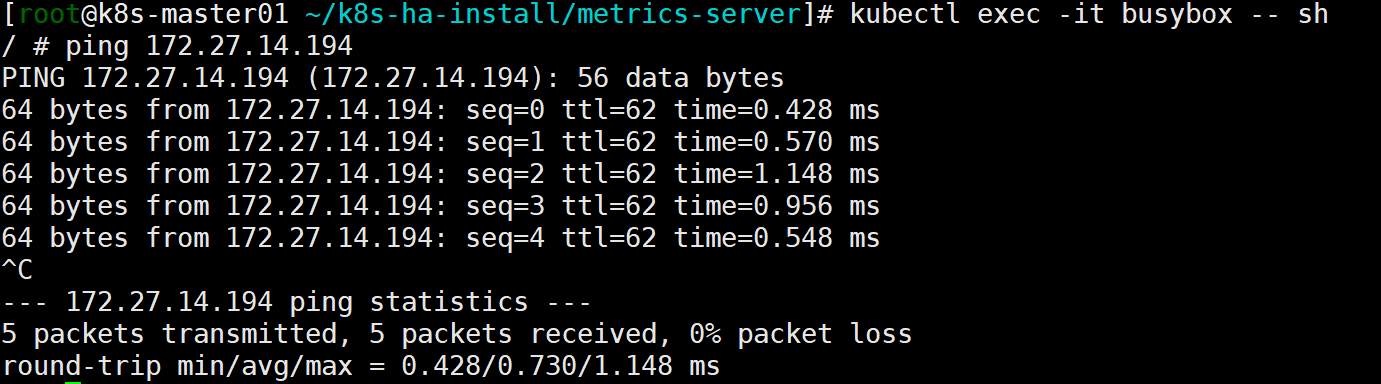 [root@k8s-master01 ~/k8s-ha-install/metrics-server]# kubectl exec -it busybox -- sh
/ # ping 172.27.14.194
PING 172.27.14.194 (172.27.14.194): 56 data bytes
64 bytes from 172.27.14.194: seq=0 ttl=62 time=0.428 ms
64 bytes from 172.27.14.194: seq=1 ttl=62 time=0.570 ms
64 bytes from 172.27.14.194: seq=2 ttl=62 time=1.148 ms
64 bytes from 172.27.14.194: seq=3 ttl=62 time=0.956 ms
64 bytes from 172.27.14.194: seq=4 ttl=62 time=0.548 ms
^C
--- 172.27.14.194 ping statistics ---
5 packets transmitted, 5 packets received, 0% packet loss
round-trip min/avg/max = 0.428/0.730/1.148 ms